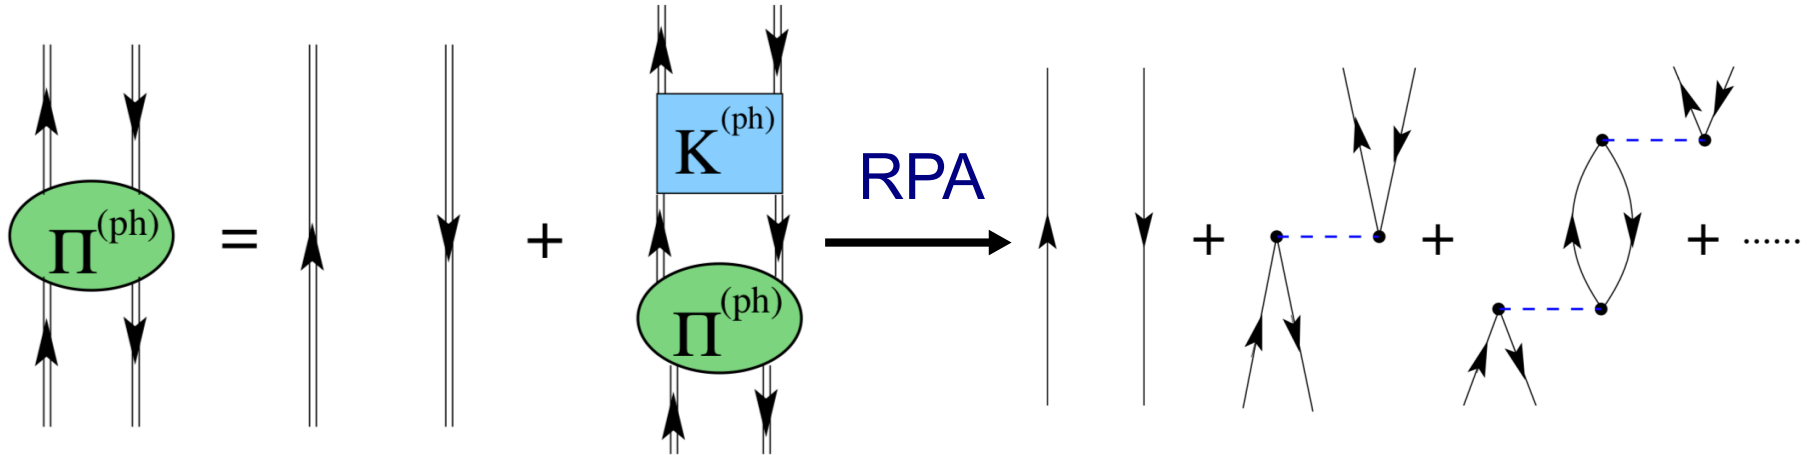 Π(ph) = + K(ph) Π(ph) RPA + + + ......